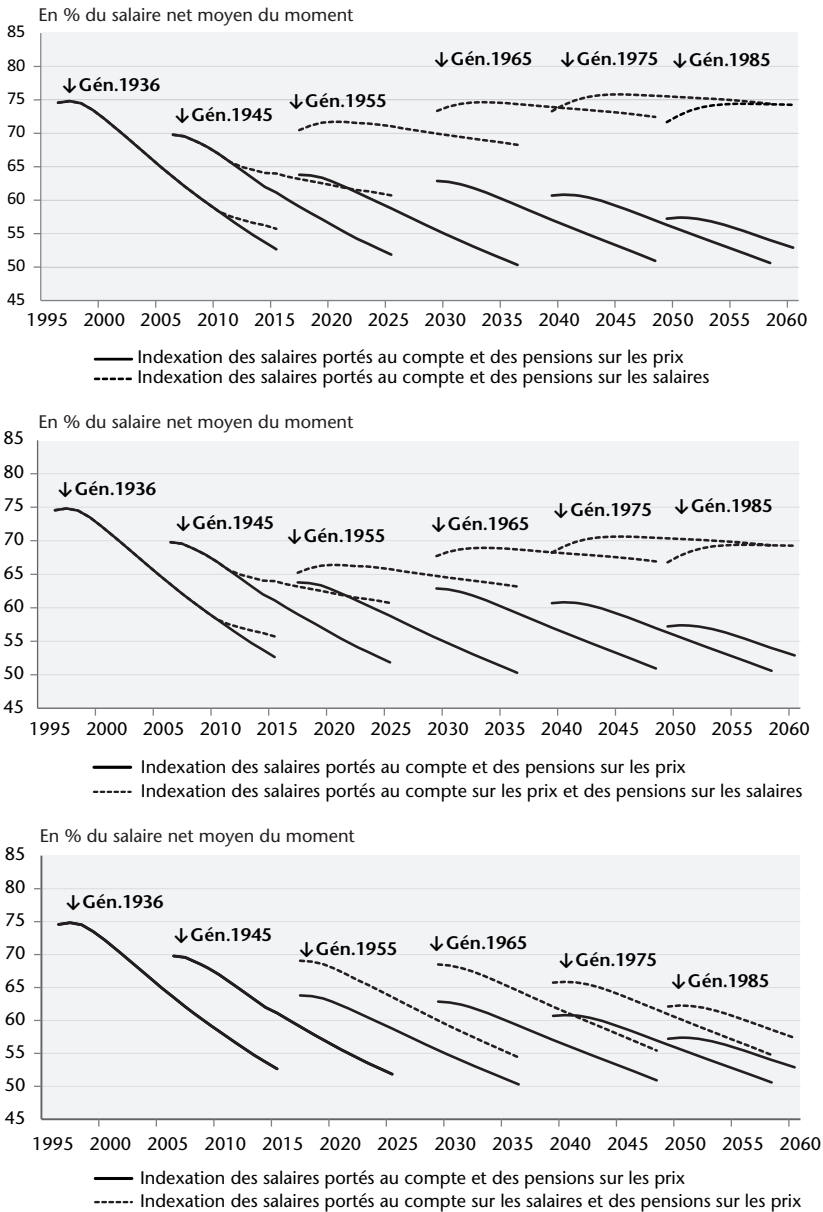 En % du salaire net moyen du moment
85
80
75
70
65
60
55
50
45
↓Gén.1936
↓Gén.1945
↓Gén.1955
↓Gén.1965
↓Gén.1975
↓Gén.1985
1995 2000 2005 2010 2015 2020 2025 2030 2035 2040 2045 2050 2055 2060
Indexation des salaires portés au compte et des pensions sur les prix
Indexation des salaires portés au compte et des pensions sur les salaires
En % du salaire net moyen du moment
85
80
75
70
65
60
55
50
45
↓Gén.1936
↓Gén.1945
↓Gén.1955
↓Gén.1965
↓Gén.1975
↓Gén.1985
1995 2000 2005 2010 2015 2020 2025 2030 2035 2040 2045 2050 2055 2060
Indexation des salaires portés au compte et des pensions sur les prix
Indexation des salaires portés au compte sur les prix et des pensions sur les salaires
En % du salaire net moyen du moment
85
80
75
70
65
60
55
50
45
↓Gén.1936
↓Gén.1945
↓Gén.1955
↓Gén.1965
↓Gén.1975
↓Gén.1985
1995 2000 2005 2010 2015 2020 2025 2030 2035 2040 2045 2050 2055 2060
Indexation des salaires portés au compte et des pensions sur les prix
Indexation des salaires portés au compte sur les salaires et des pensions sur les prix